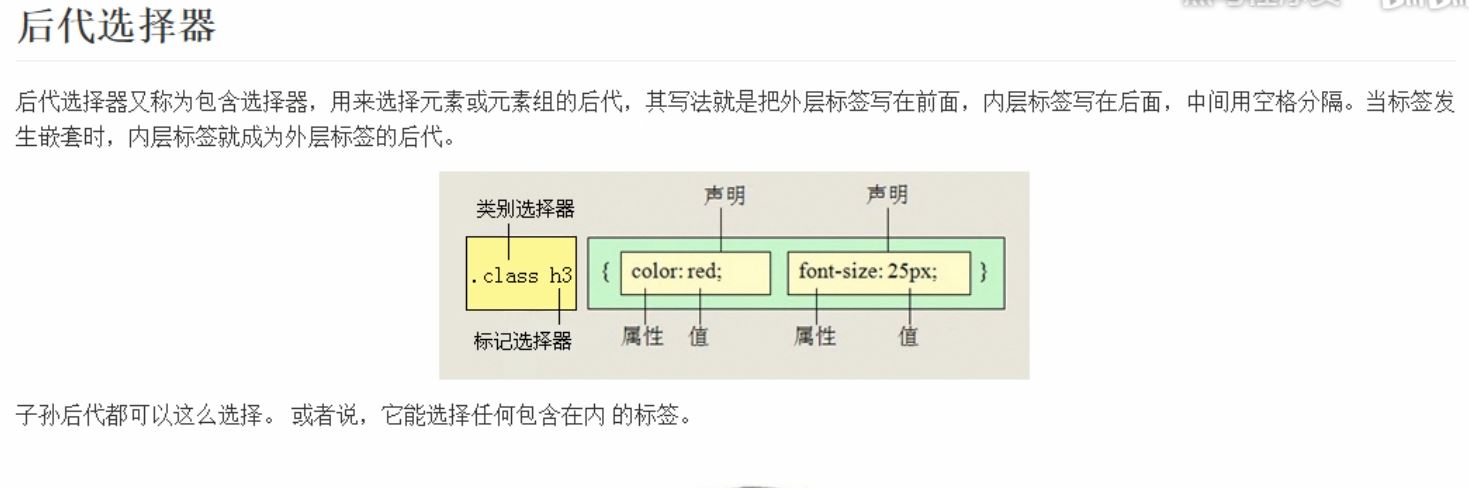 后代选择器
后代选择器又称为包含选择器，用来选择元素或元素组的后代，其写法就是把外层标签写在前面，内层标签写在后面，中间用空格分隔。当标签发
生嵌套时，内层标签就成为外层标签的后代。
声明 声明
类别选择器
.class h3 { color: red; font-size: 25px; }
属性 值 属性 值
标记选择器
子孙后代都可以这么选择。 或者说，它能选择任何包含在内 的标签。